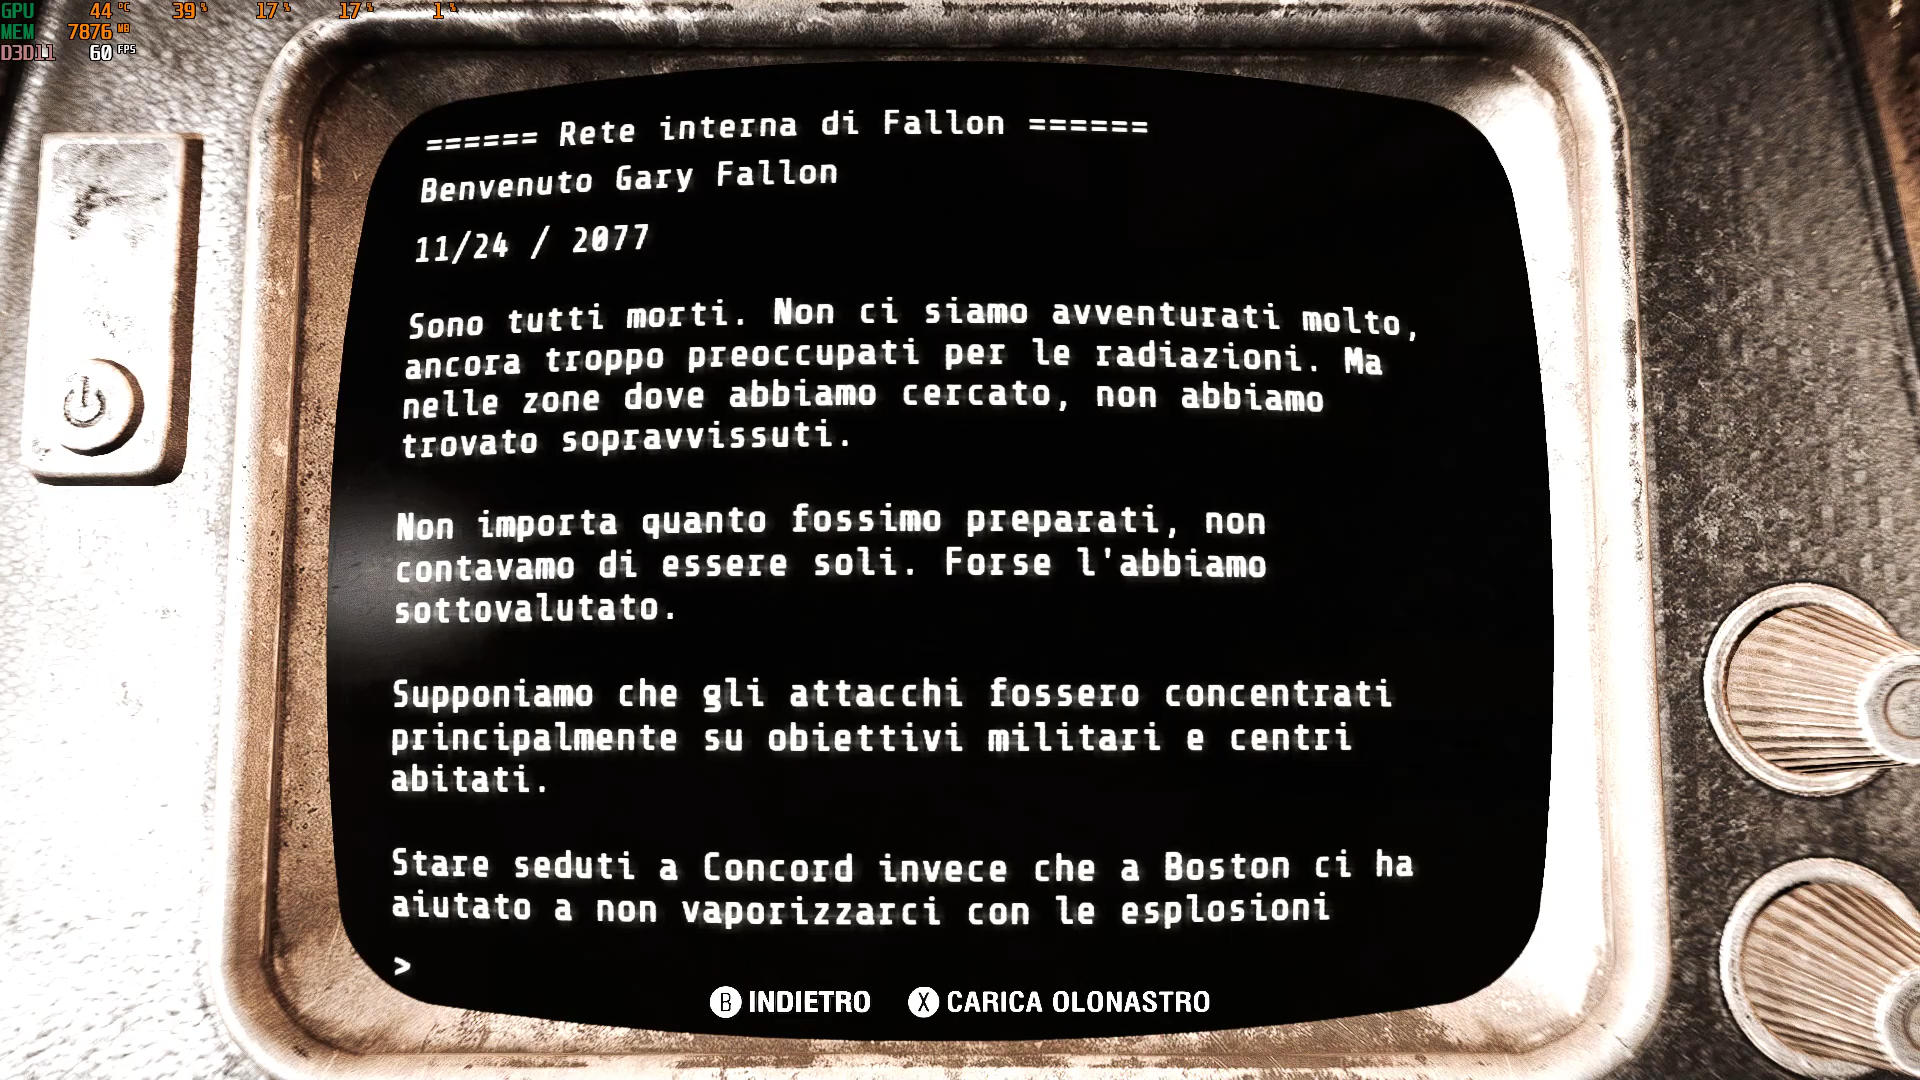 GPU 44 °C 39 % 17 % 17 % 1 %
MEM 7876 MB
D3D11 60 FPS
====== Rete interna di Fallon ======
Benvenuto Gary Fallon
11/24 / 2077
Sono tutti morti. Non ci siamo avventurati molto,
ancora troppo preoccupati per le radiazioni. Ma
nelle zone dove abbiamo cercato, non abbiamo
trovato sopravvissuti.
Non importa quanto fossimo preparati, non
contavamo di essere soli. Forse l'abbiamo
sottovalutato.
Supponiamo che gli attacchi fossero concentrati
principalmente su obiettivi militari e centri
abitati.
Stare seduti a Concord invece che a Boston ci ha
aiutato a non vaporizzarci con le esplosioni
>
B INDIETRO X CARICA OLONASTRO